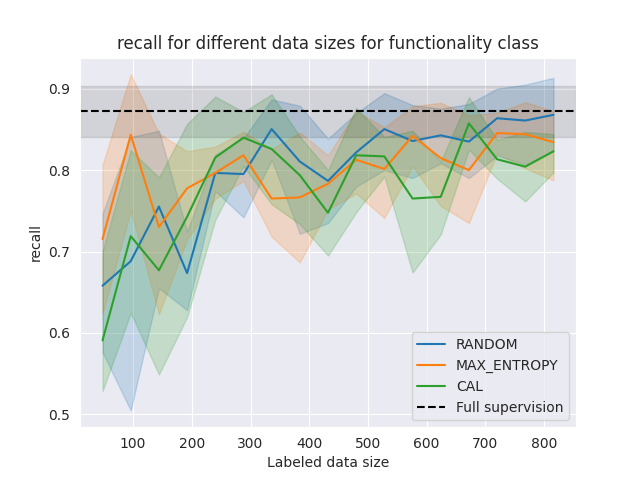 recall for different data sizes for functionality class
recall
0.9
0.8
0.7
0.6
0.5
RANDOM
MAX_ENTROPY
CAL
Full supervision
100 200 300 400 500 600 700 800
Labeled data size